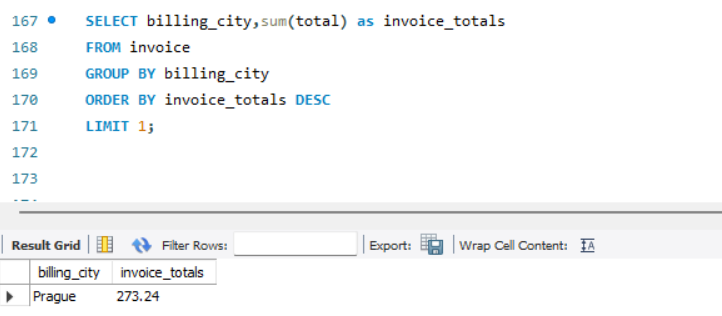 167 SELECT billing_city,sum(total) as invoice_totals
168 FROM invoice
169 GROUP BY billing_city
170 ORDER BY invoice_totals DESC
171 LIMIT 1;
172
173
Result Grid Filter Rows: Export: Wrap Cell Content: IA
billing_city invoice_totals
Prague 273.24